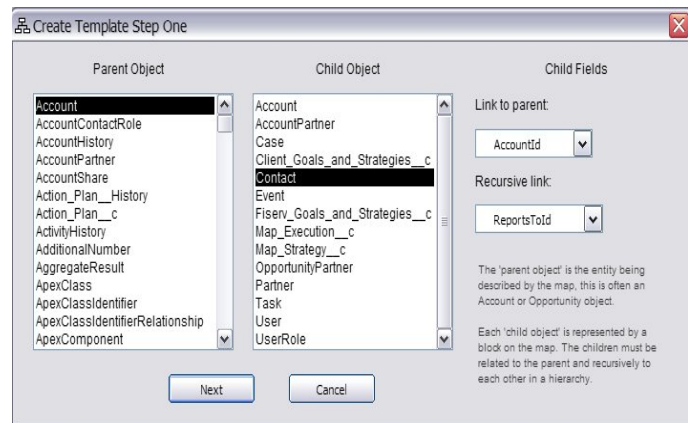 Create Template Step One
Parent Object
Child Object
Child Fields
Account
AccountContactRole
AccountHistory
AccountPartner
AccountShare
Action_Plan__History
Action_Plan__c
ActivityHistory
AdditionalNumber
AggregateResult
ApexClass
ApexClassIdentifier
ApexClassIdentifierRelationship
ApexComponent
Account
AccountPartner
Case
Client_Goals_and_Strategies__c
Contact
Event
Fiserv_Goals_and_Strategies__c
Map_Execution__c
Map_Strategy__c
OpportunityPartner
Partner
Task
User
UserRole
Link to parent:
AccountId
Recursive link:
ReportsToId
The 'parent object' is the entity being
described by the map, this is often an
Account or Opportunity object.
Each 'child object' is represented by a
block on the map. The children must be
related to the parent and recursively to
each other in a hierarchy.
Next
Cancel